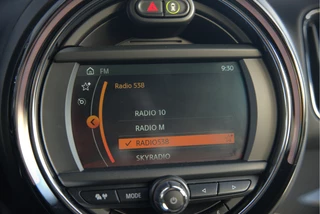 FM 9:30
Radio 538
RADIO 10
RADIO M
RADIO538
SKYRADIO
MODE